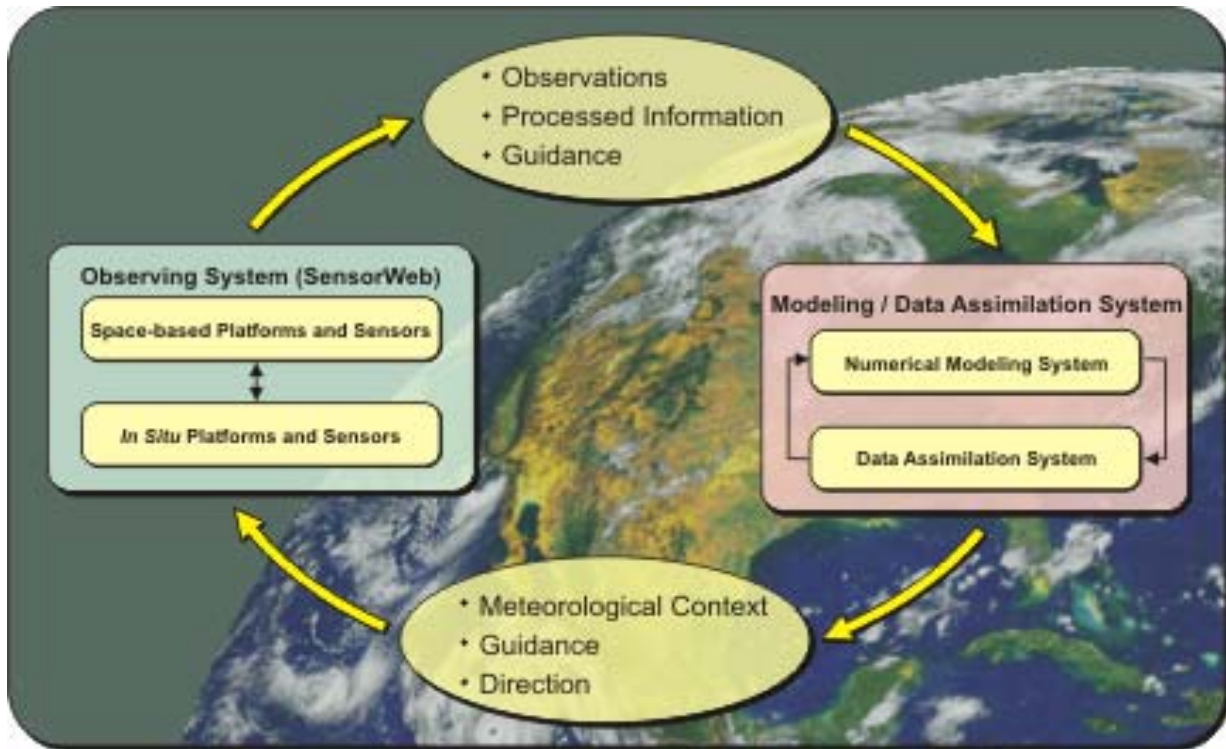 • Observations
• Processed Information
• Guidance
Observing System (SensorWeb)
Space-based Platforms and Sensors
In Situ Platforms and Sensors
Modeling / Data Assimilation System
Numerical Modeling System
Data Assimilation System
• Meteorological Context
• Guidance
• Direction